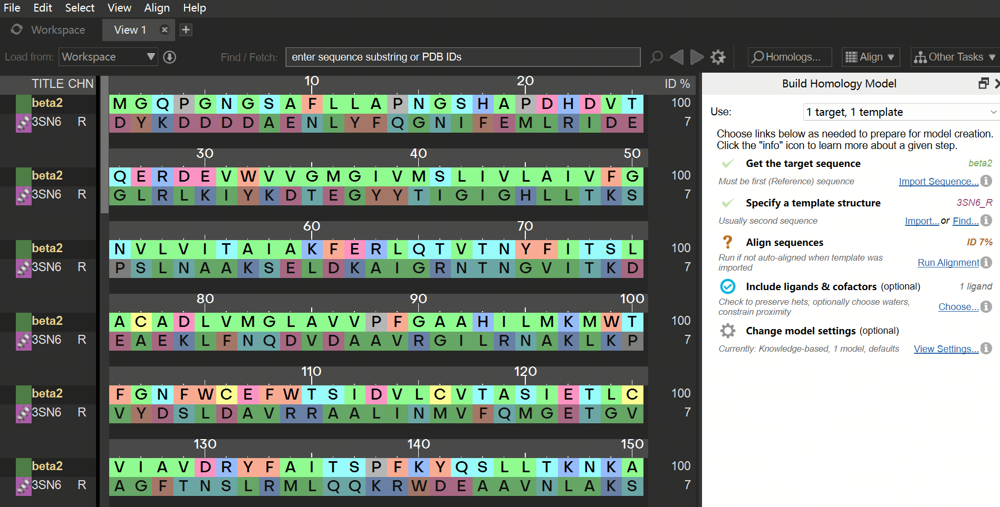 File Edit Select View Align Help
Workspace View 1
Load from: Workspace Find / Fetch: enter sequence substring or PDB IDs Homologs... Align Other Tasks
TITLE CHN 10 20 ID %
beta2 M G Q P G N G S A F L L A P N G S H A P D H D V T 100
3SN6 R D Y K D D D D A E N L Y F Q G N I F E M L R I D E 7
30 40 50
beta2 Q E R D E V W V V G M G I V M S L I V L A I V F G 100
3SN6 R G L R L K I Y K D T E G Y Y T I G I G H L L T K S 7
60 70
beta2 N V L V I T A I A K F E R L Q T V T N Y F I T S L 100
3SN6 R P S L N A A K S E L D K A I G R N T N G V I T K D 7
80 90 100
beta2 A C A D L V M G L A V V P F G A A H I L M K M W T 100
3SN6 R E A E K L F N Q D V D A A V R G I L R N A K L K P 7
110 120
beta2 F G N F W C E F W T S I D V L C V T A S I E T L C 100
3SN6 R V Y D S L D A V R R A A L I N M V F Q M G E T G V 7
130 140 150
beta2 V I A V D R Y F A I T S P F K Y Q S L L T K N K A 100
3SN6 R A G F T N S L R M L Q Q K R W D E A A V N L A K S 7
Build Homology Model
Use: 1 target, 1 template
Choose links below as needed to prepare for model creation.
Click the "info" icon to learn more about a given step.
Get the target sequence beta2
Must be first (Reference) sequence Import Sequence...
Specify a template structure 3SN6_R
Usually second sequence Import... or Find...
Align sequences ID 7%
Run if not auto-aligned when template was
imported Run Alignment
Include ligands & cofactors (optional) 1 ligand
Check to preserve hets; optionally choose waters,
constrain proximity Choose...
Change model settings (optional)
Currently: Knowledge-based, 1 model, defaults View Settings...